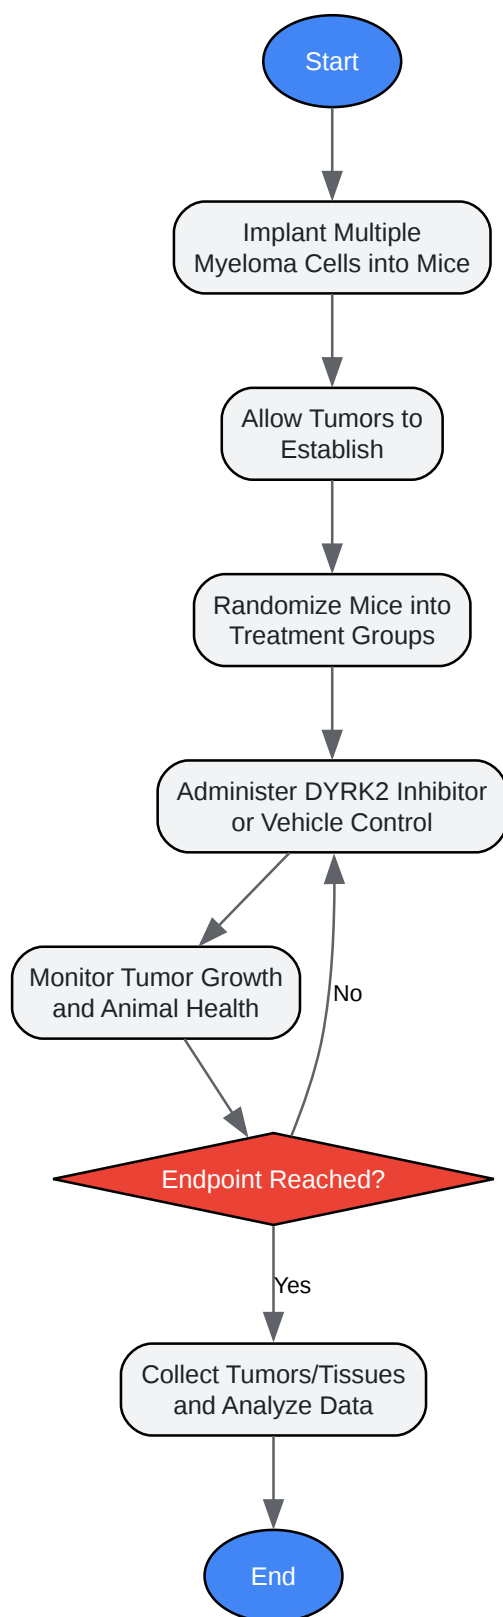 Start
Implant Multiple
Myeloma Cells into Mice
Allow Tumors to
Establish
Randomize Mice into
Treatment Groups
Administer DYRK2 Inhibitor
or Vehicle Control
Monitor Tumor Growth
and Animal Health
No
Endpoint Reached?
Yes
Collect Tumors/Tissues
and Analyze Data
End